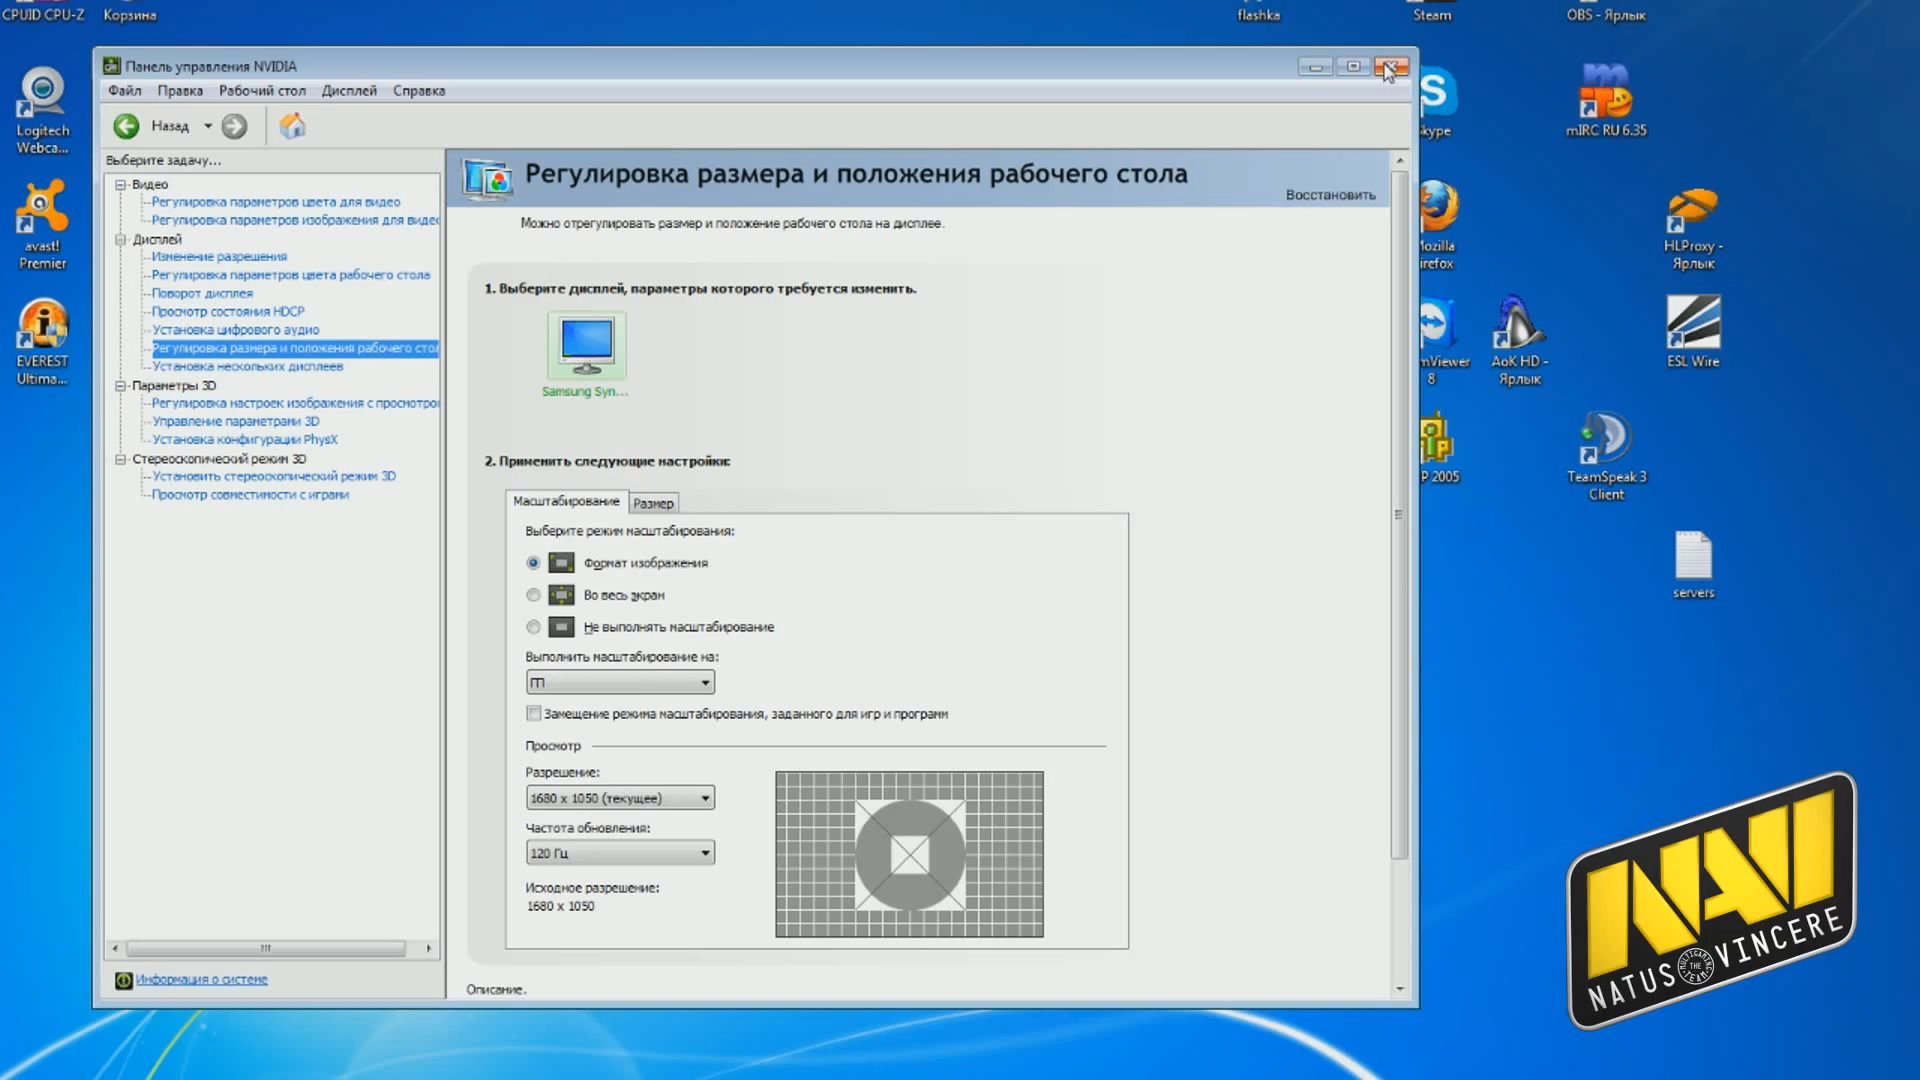 CPUID CPU-Z
Корзина
flashka
Steam
OBS - Ярлык
Панель управления NVIDIA
Файл Правка Рабочий стол Дисплей Справка
Назад
Выберите задачу...
Видео
Регулировка параметров цвета для видео
Регулировка параметров изображения для видео
Дисплей
Изменение разрешения
Регулировка параметров цвета рабочего стола
Поворот дисплея
Просмотр состояния HDCP
Установка цифрового аудио
Регулировка размера и положения рабочего стол
Установка нескольких дисплеев
Параметры 3D
Регулировка настроек изображения с просмотром
Управление параметрами 3D
Установка конфигурации PhysX
Стереоскопический режим 3D
Установить стереоскопический режим 3D
Просмотр совместимости с играми
Информация о системе
Регулировка размера и положения рабочего стола
Восстановить
Можно отрегулировать размер и положение рабочего стола на дисплее.
1. Выберите дисплей, параметры которого требуется изменить.
Samsung Syn...
2. Применить следующие настройки:
Масштабирование Размер
Выберите режим масштабирования:
Формат изображения
Во весь экран
Не выполнять масштабирование
Выполнить масштабирование на:
ГП
Замещение режима масштабирования, заданного для игр и программ
Просмотр
Разрешение:
1680 x 1050 (текущее)
Частота обновления:
120 Гц
Исходное разрешение:
1680 x 1050
Описание.
Logitech
Webca...
avast!
Premier
EVEREST
Ultima...
kype
mIRC RU 6.35
Mozilla
irefox
HLProxy -
Ярлык
mViewer
8
AoK HD -
Ярлык
ESL Wire
P 2005
TeamSpeak 3
Client
servers
NAVI
NATUS VINCERE
MULTIGAMING
THE
TEAM